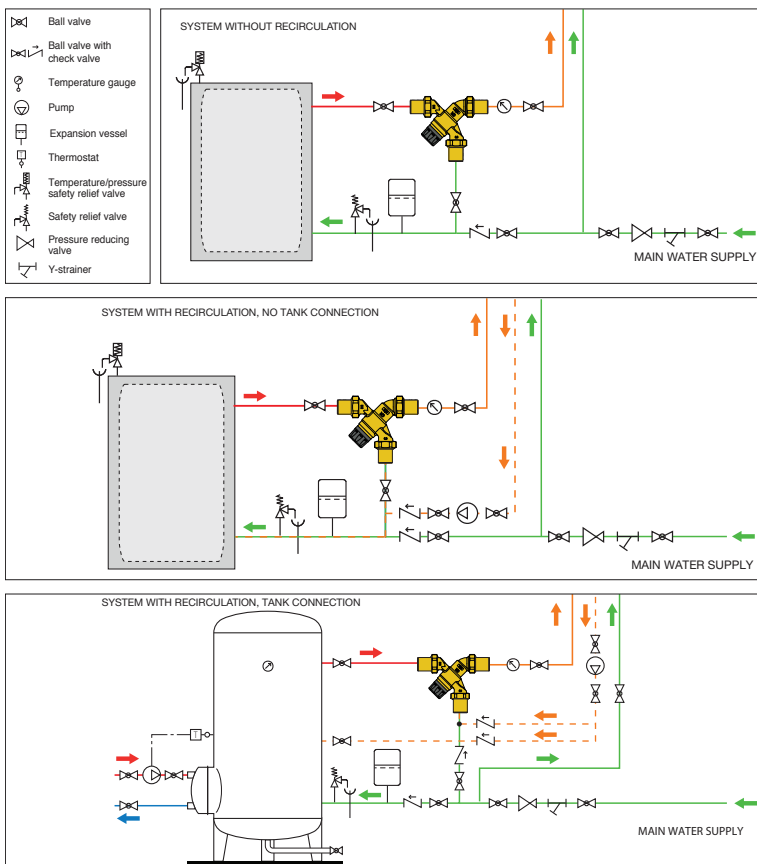 Ball valve
Ball valve with
check valve
Temperature gauge
Pump
Expansion vessel
Thermostat
Temperature/pressure
safety relief valve
Safety relief valve
Pressure reducing
valve
Y-strainer
SYSTEM WITHOUT RECIRCULATION
MAIN WATER SUPPLY
SYSTEM WITH RECIRCULATION, NO TANK CONNECTION
MAIN WATER SUPPLY
SYSTEM WITH RECIRCULATION, TANK CONNECTION
MAIN WATER SUPPLY